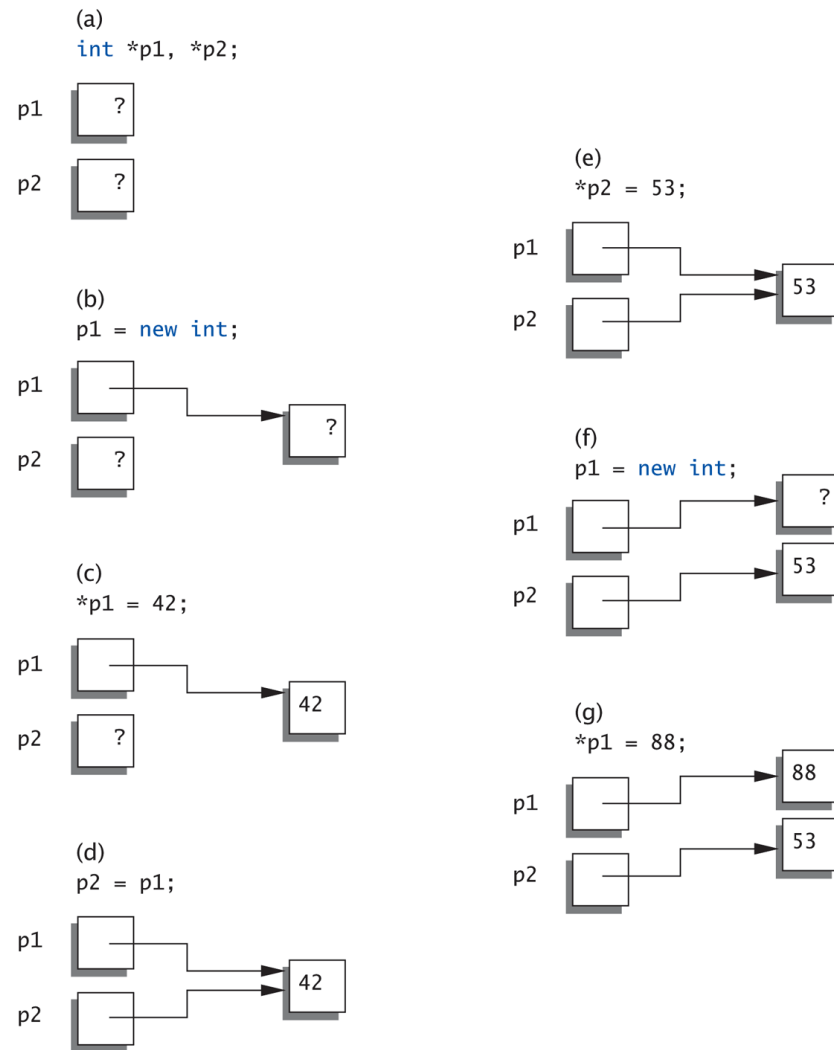 (a)
int *p1, *p2;
p1 ?
p2 ?
(b)
p1 = new int;
p1
?
p2 ?
(c)
*p1 = 42;
p1
42
p2 ?
(d)
p2 = p1;
p1
42
p2
(e)
*p2 = 53;
p1
53
p2
(f)
p1 = new int;
?
p1
53
p2
(g)
*p1 = 88;
88
p1
53
p2